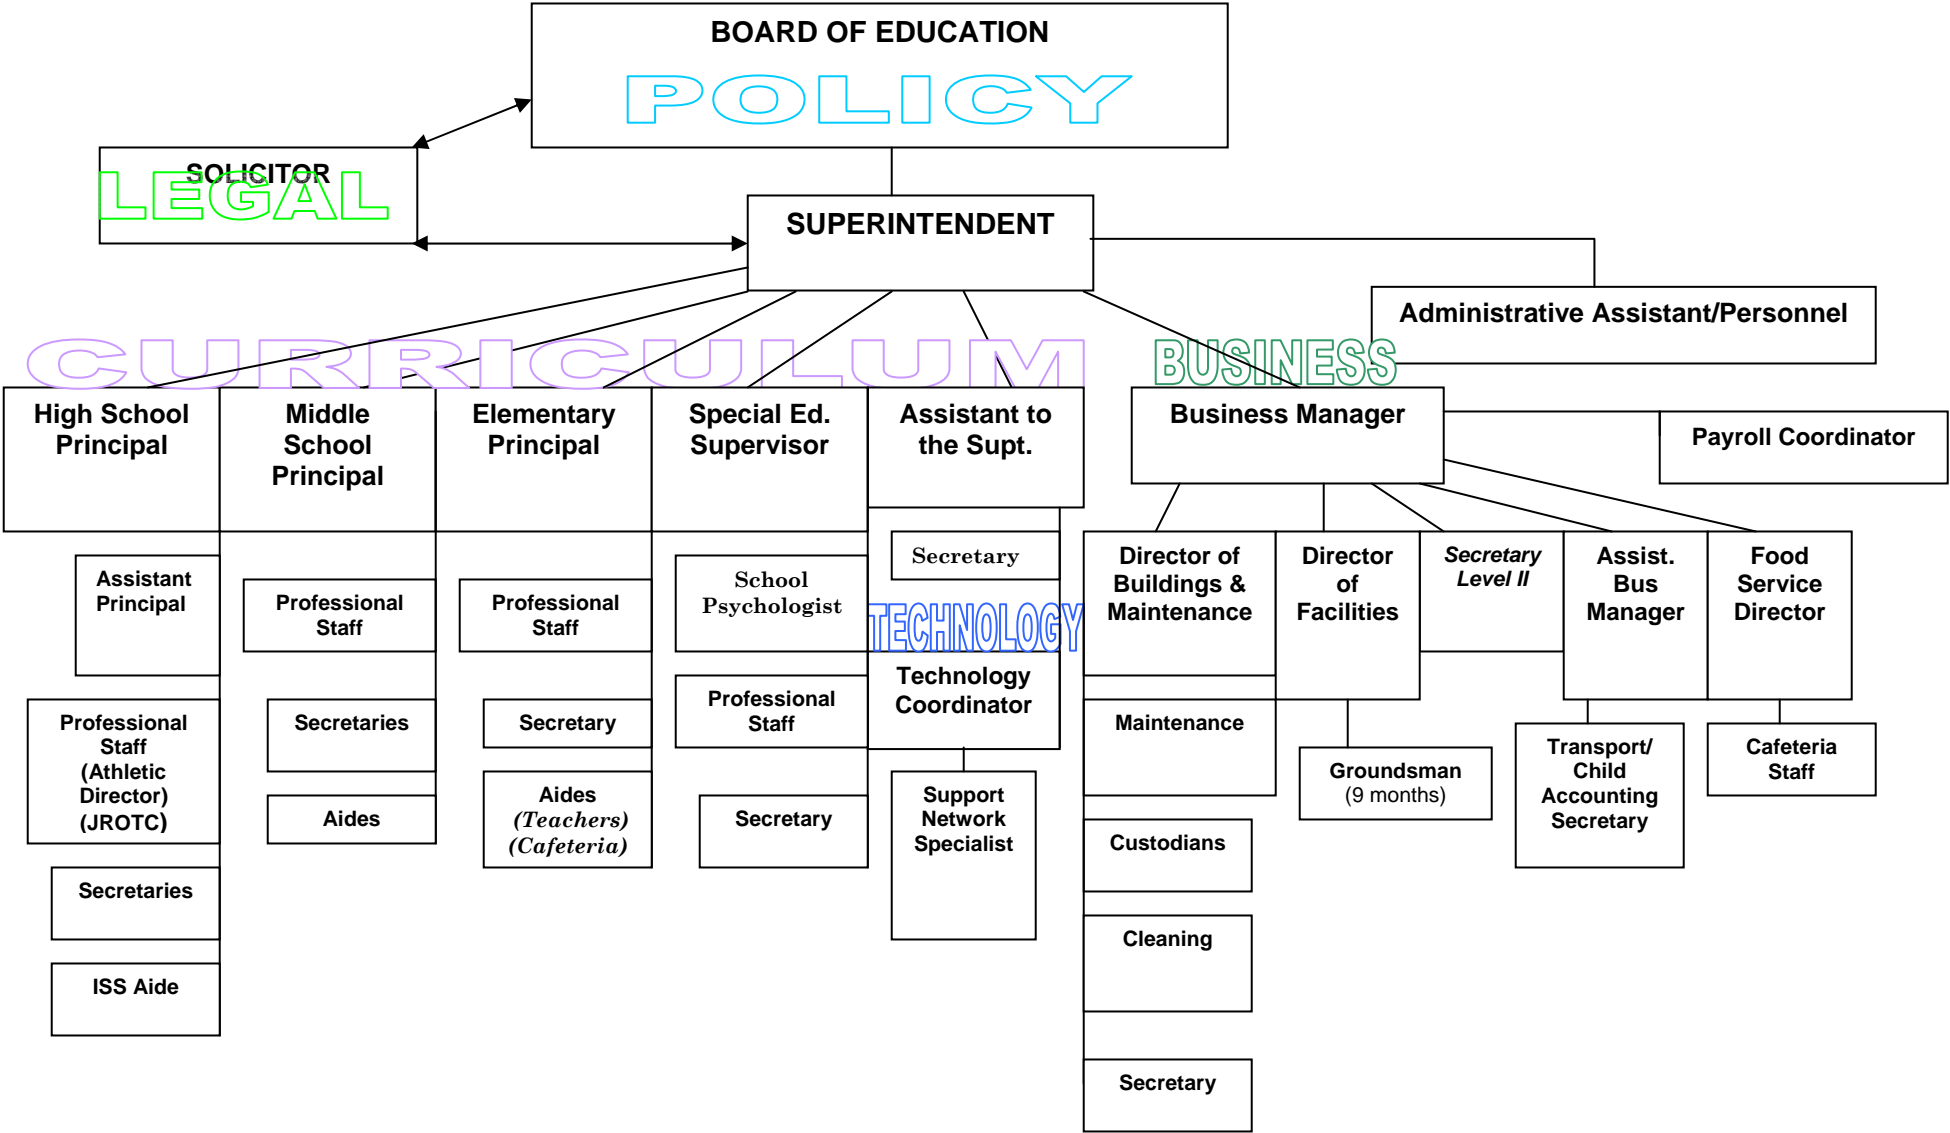 BOARD OF EDUCATION
POLICY
SOLICITOR
LEGAL
SUPERINTENDENT
Administrative Assistant/Personnel
CURRICULUM
BUSINESS
High School
Principal
Middle
School
Principal
Elementary
Principal
Special Ed.
Supervisor
Assistant to
the Supt.
Business Manager
Payroll Coordinator
Assistant
Principal
Professional
Staff
(Athletic
Director)
(JROTC)
Secretaries
ISS Aide
Professional
Staff
Secretaries
Aides
Professional
Staff
Secretary
Aides
(Teachers)
(Cafeteria)
School
Psychologist
Professional
Staff
Secretary
Secretary
TECHNOLOGY
Technology
Coordinator
Support
Network
Specialist
Director of
Buildings &
Maintenance
Maintenance
Custodians
Cleaning
Secretary
Director
of
Facilities
Groundsman
(9 months)
Secretary
Level II
Assist.
Bus
Manager
Transport/
Child
Accounting
Secretary
Food
Service
Director
Cafeteria
Staff